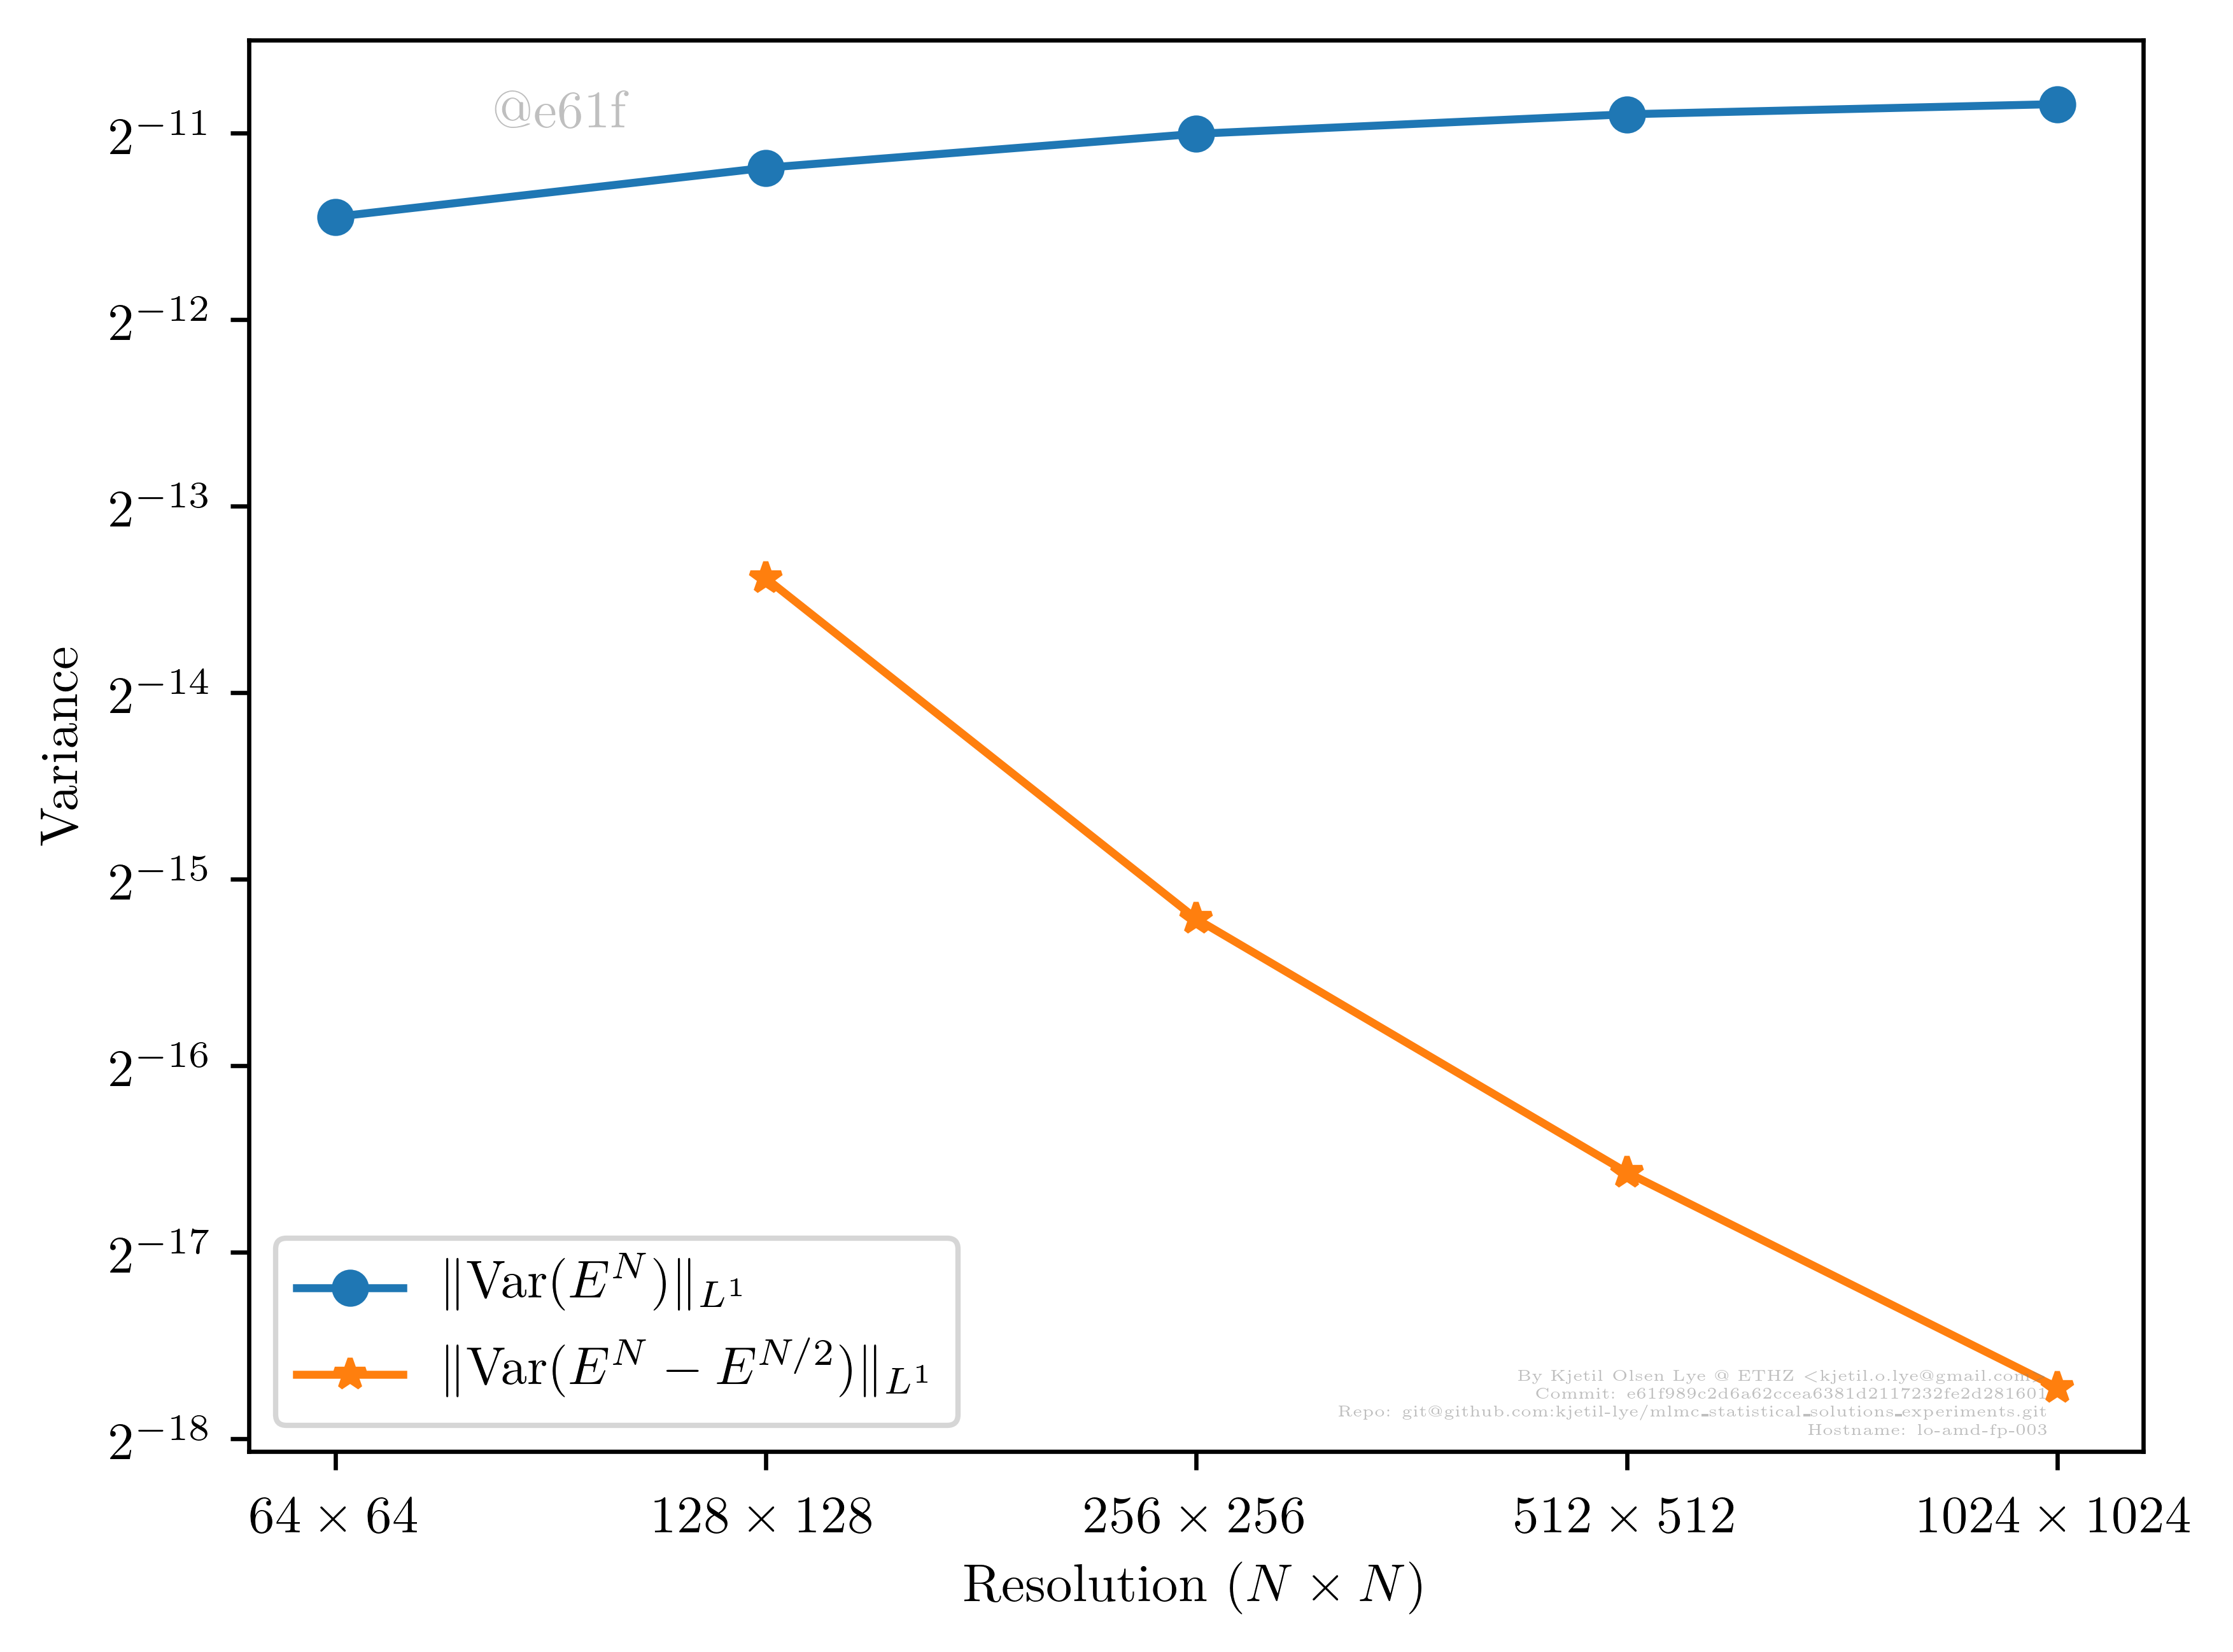 @e61f
2^{-11}
2^{-12}
2^{-13}
2^{-14}
2^{-15}
2^{-16}
2^{-17}
2^{-18}
Variance
‖Var(E^N)‖_{L^1}
‖Var(E^N − E^{N/2})‖_{L^1}
By Kjetil Olsen Lye @ ETHZ <kjetil.o.lye@gmail.com
Commit: e61f989c2d6a62ccea6381d2117232fe2d281601
Repo: git@github.com:kjetil-lye/mlmc_statistical_solutions_experiments.git
Hostname: lo-amd-fp-003
64 × 64 128 × 128 256 × 256 512 × 512 1024 × 1024
Resolution (N × N)